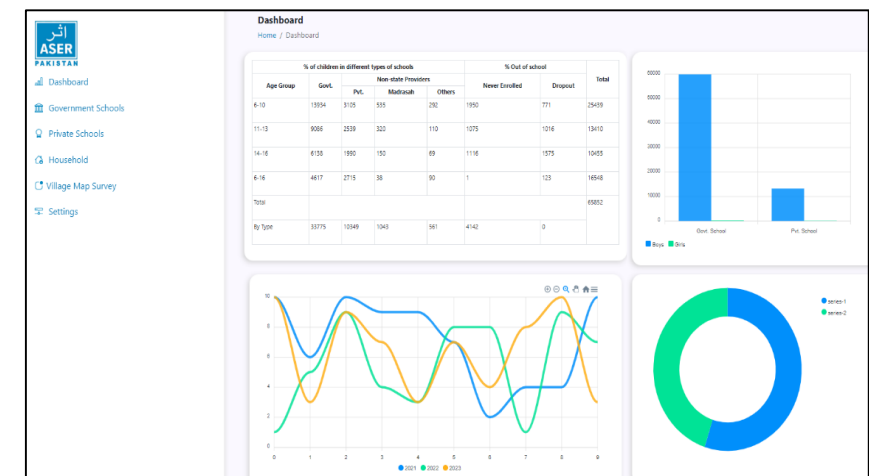 اثر
ASER
PAKISTAN
Dashboard
Government Schools
Private Schools
Household
Village Map Survey
Settings
Dashboard
Home / Dashboard
% of children in different types of schools % Out of school
Age Group Govt. Non-state Providers Never Enrolled Dropout Total
Pvt. Madrasah Others
6-10 15934 5105 535 292 1950 771 25439
11-13 9086 2539 320 110 1075 1016 13410
14-16 6138 1990 150 69 1116 1575 10455
6-16 4617 2715 38 90 1 123 16548
Total 65852
By Type 33775 10349 1043 561 4142 0
60000
50000
40000
30000
20000
10000
0
Govt. School Pvt. School
Boys Girls
10
8
6
4
2
0
0 1 2 3 4 5 6 7 8 9
2021 2022 2023
series-1
series-2